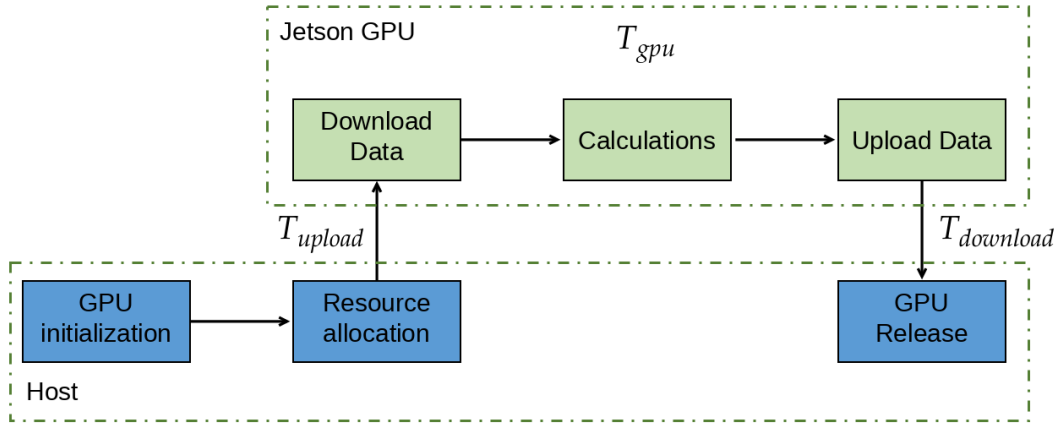 Jetson GPU
T_gpu
Download
Data
Calculations
Upload Data
T_upload
T_download
GPU
initialization
Resource
allocation
GPU
Release
Host